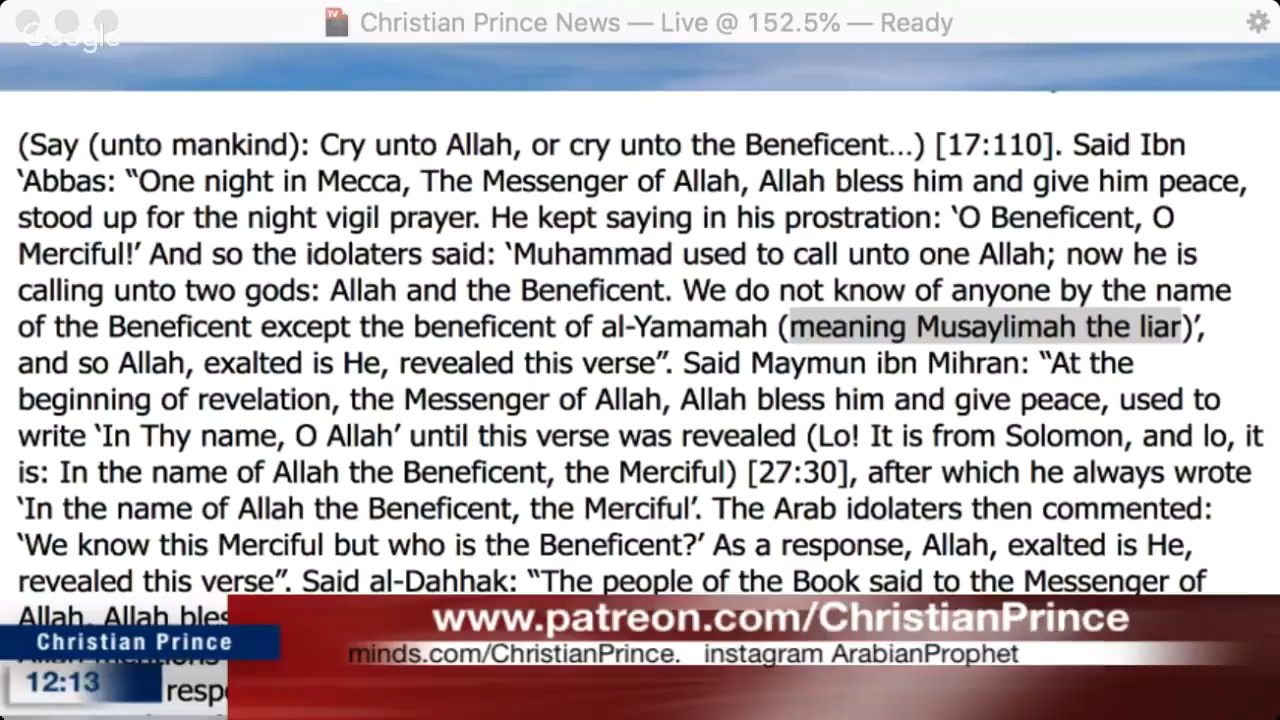 Christian Prince News — Live @ 152.5% — Ready
Google
(Say (unto mankind): Cry unto Allah, or cry unto the Beneficent...) [17:110]. Said Ibn
‘Abbas: “One night in Mecca, The Messenger of Allah, Allah bless him and give him peace,
stood up for the night vigil prayer. He kept saying in his prostration: ‘O Beneficent, O
Merciful!’ And so the idolaters said: ‘Muhammad used to call unto one Allah; now he is
calling unto two gods: Allah and the Beneficent. We do not know of anyone by the name
of the Beneficent except the beneficent of al-Yamamah (meaning Musaylimah the liar)’,
and so Allah, exalted is He, revealed this verse”. Said Maymun ibn Mihran: “At the
beginning of revelation, the Messenger of Allah, Allah bless him and give peace, used to
write ‘In Thy name, O Allah’ until this verse was revealed (Lo! It is from Solomon, and lo, it
is: In the name of Allah the Beneficent, the Merciful) [27:30], after which he always wrote
‘In the name of Allah the Beneficent, the Merciful’. The Arab idolaters then commented:
‘We know this Merciful but who is the Beneficent?’ As a response, Allah, exalted is He,
revealed this verse”. Said al-Dahhak: “The people of the Book said to the Messenger of
Allah, Allah bles
www.patreon.com/ChristianPrince
Christian Prince
minds.com/ChristianPrince. instagram ArabianProphet
12:13
resp